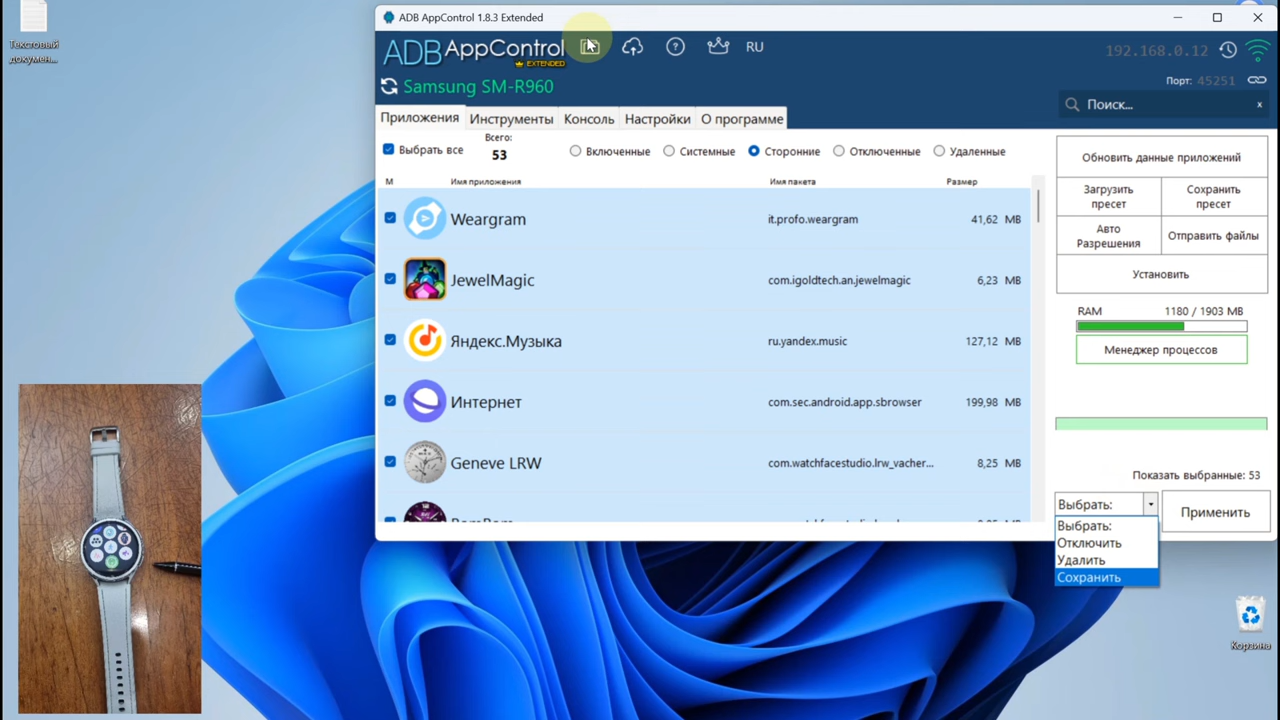 Текстовый
докумен...
ADB AppControl 1.8.3 Extended
ADB AppControl
EXTENDED
RU
192.168.0.12
Samsung SM-R960
Порт: 45251
Поиск...
x
Приложения
Инструменты
Консоль
Настройки
О программе
Выбрать все
Всего:
53
Включенные
Системные
Сторонние
Отключенные
Удаленные
М
Имя приложения
Имя пакета
Размер
Weargram
it.profo.weargram
41,62 MB
JewelMagic
com.igoldtech.an.jewelmagic
6,23 MB
Яндекс.Музыка
ru.yandex.music
127,12 MB
Интернет
com.sec.android.app.sbrowser
199,98 MB
Geneve LRW
com.watchfacestudio.lrw_vacher...
8,25 MB
Обновить данные приложений
Загрузить
пресет
Сохранить
пресет
Авто
Разрешения
Отправить файлы
Установить
RAM
1180 / 1903 MB
Менеджер процессов
Показать выбранные: 53
Выбрать:
Применить
Выбрать:
Отключить
Удалить
Сохранить
Корзина